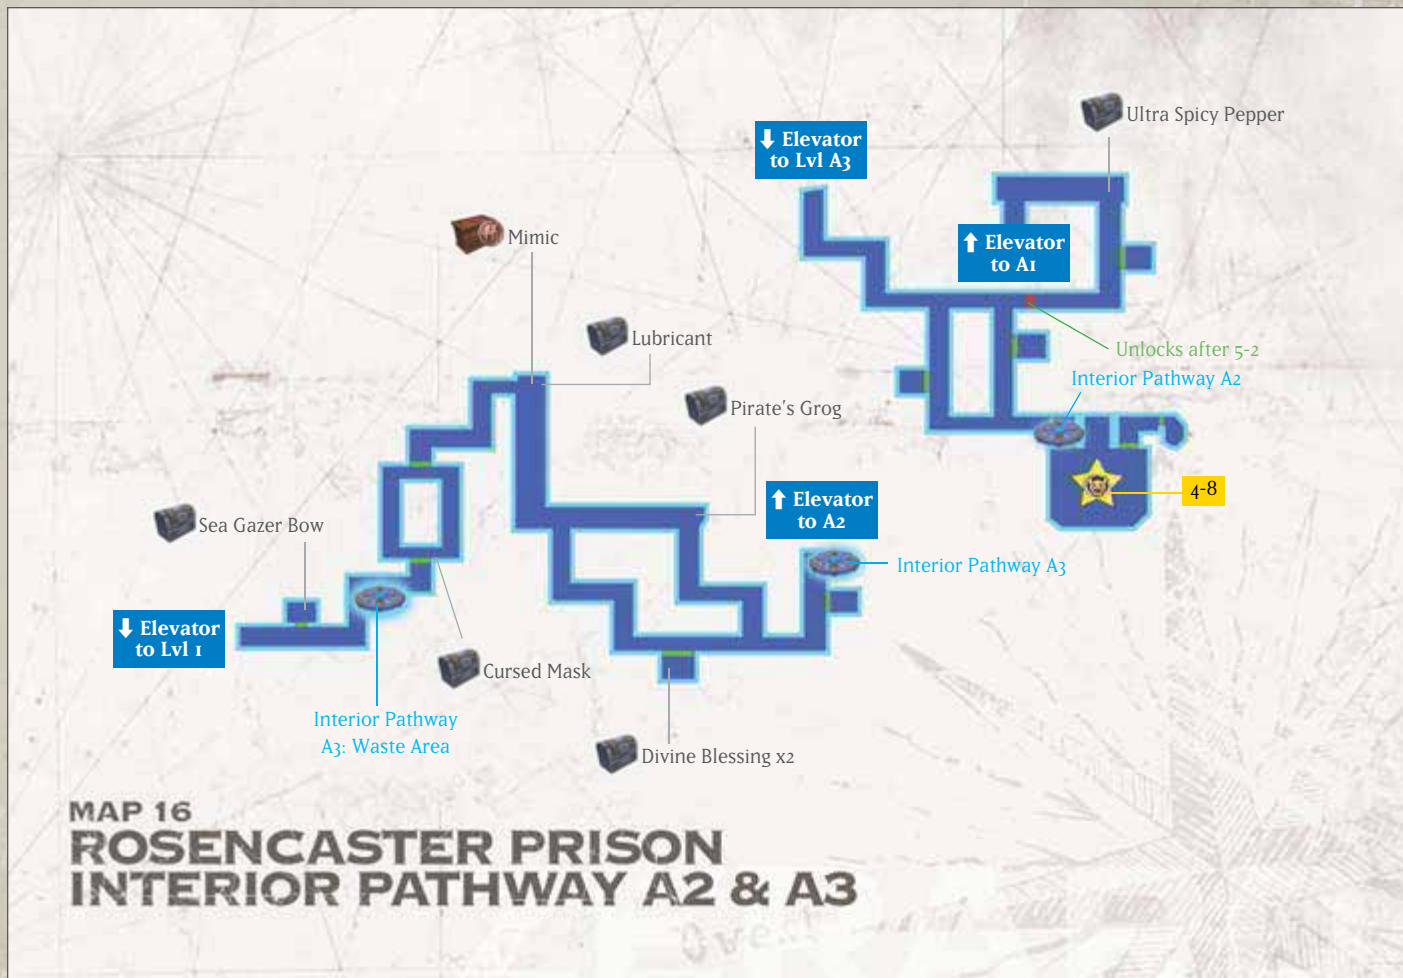 Ultra Spicy Pepper
⬇ Elevator
to Lvl A3
⬆ Elevator
to A1
Mimic
Lubricant
Unlocks after 5-2
Interior Pathway A2
Pirate's Grog
4-8
⬆ Elevator
to A2
Sea Gazer Bow
Interior Pathway A3
⬇ Elevator
to Lvl 1
Cursed Mask
Interior Pathway
A3: Waste Area
Divine Blessing x2
MAP 16
ROSENCASTER PRISON
INTERIOR PATHWAY A2 & A3